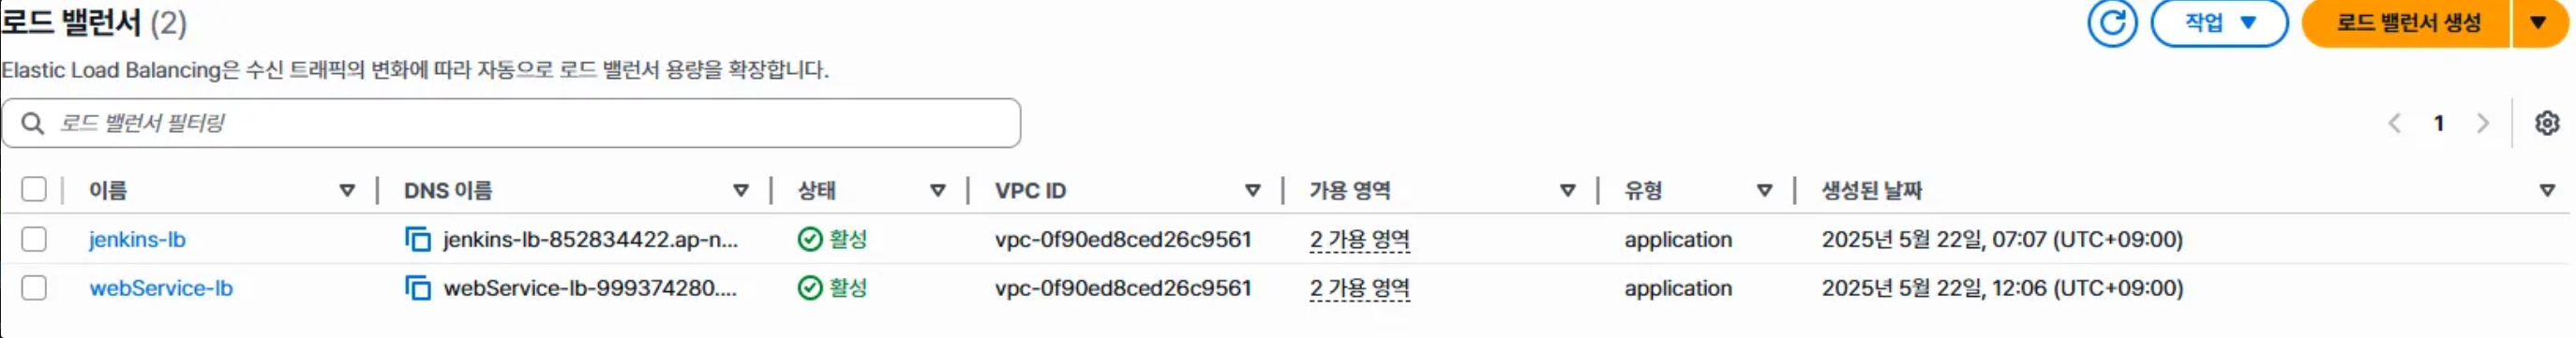 로드 밸런서 (2)
작업
로드 밸런서 생성
Elastic Load Balancing은 수신 트래픽의 변화에 따라 자동으로 로드 밸런서 용량을 확장합니다.
로드 밸런서 필터링
1
이름 DNS 이름 상태 VPC ID 가용 영역 유형 생성된 날짜
jenkins-lb jenkins-lb-852834422.ap-n... 활성 vpc-0f90ed8ced26c9561 2 가용 영역 application 2025년 5월 22일, 07:07 (UTC+09:00)
webService-lb webService-lb-999374280.... 활성 vpc-0f90ed8ced26c9561 2 가용 영역 application 2025년 5월 22일, 12:06 (UTC+09:00)